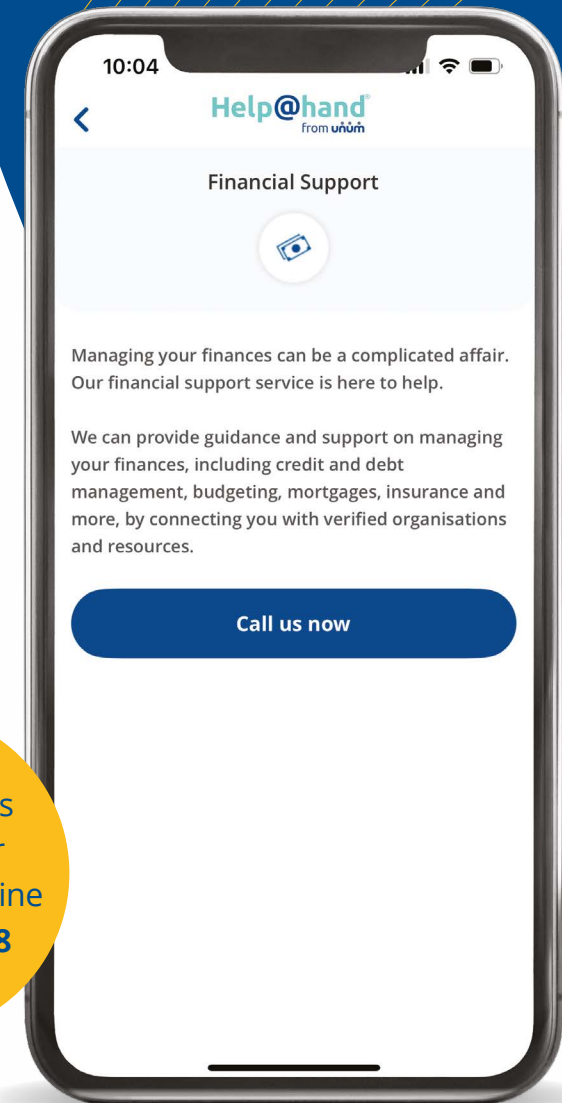 10:04
Help@hand®
from unum
Financial Support
Managing your finances can be a complicated affair.
Our financial support service is here to help.
We can provide guidance and support on managing
your finances, including credit and debt
management, budgeting, mortgages, insurance and
more, by connecting you with verified organisations
and resources.
Call us now
8